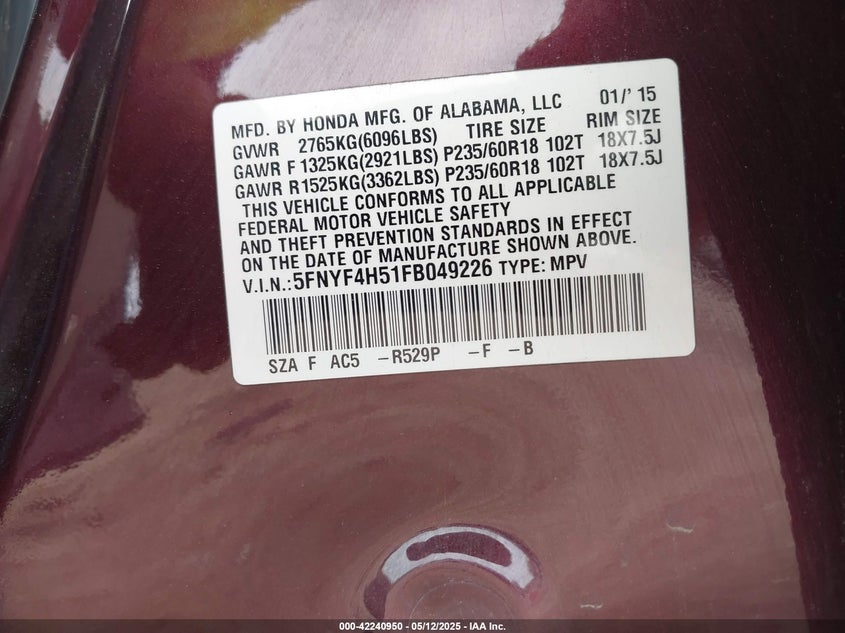 MFD. BY HONDA MFG. OF ALABAMA, LLC 01/'15
GVWR 2765KG(6096LBS) TIRE SIZE RIM SIZE
GAWR F 1325KG(2921LBS) P235/60R18 102T 18X7.5J
GAWR R1525KG(3362LBS) P235/60R18 102T 18X7.5J
THIS VEHICLE CONFORMS TO ALL APPLICABLE
FEDERAL MOTOR VEHICLE SAFETY
AND THEFT PREVENTION STANDARDS IN EFFECT
ON THE DATE OF MANUFACTURE SHOWN ABOVE.
V.I.N.:5FNYF4H51FB049226 TYPE: MPV
SZA F AC5 –R529P –F –B
000-42240950 - 05/12/2025 - IAA Inc.